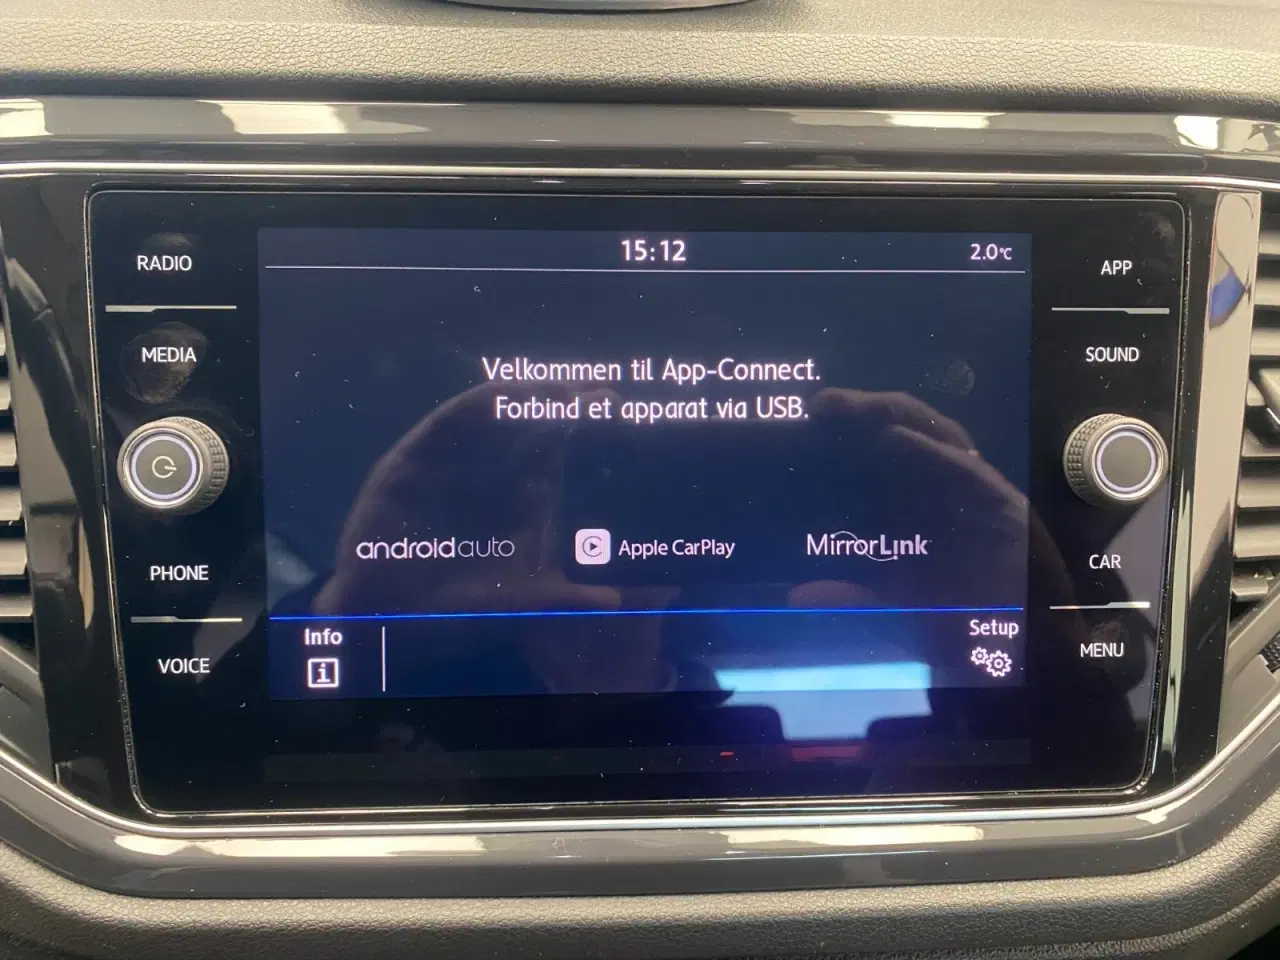 15:12
2.0°C
RADIO
MEDIA
PHONE
VOICE
Velkommen til App-Connect.
Forbind et apparat via USB.
androidauto
Apple CarPlay
MirrorLink
Info
Setup
APP
SOUND
CAR
MENU